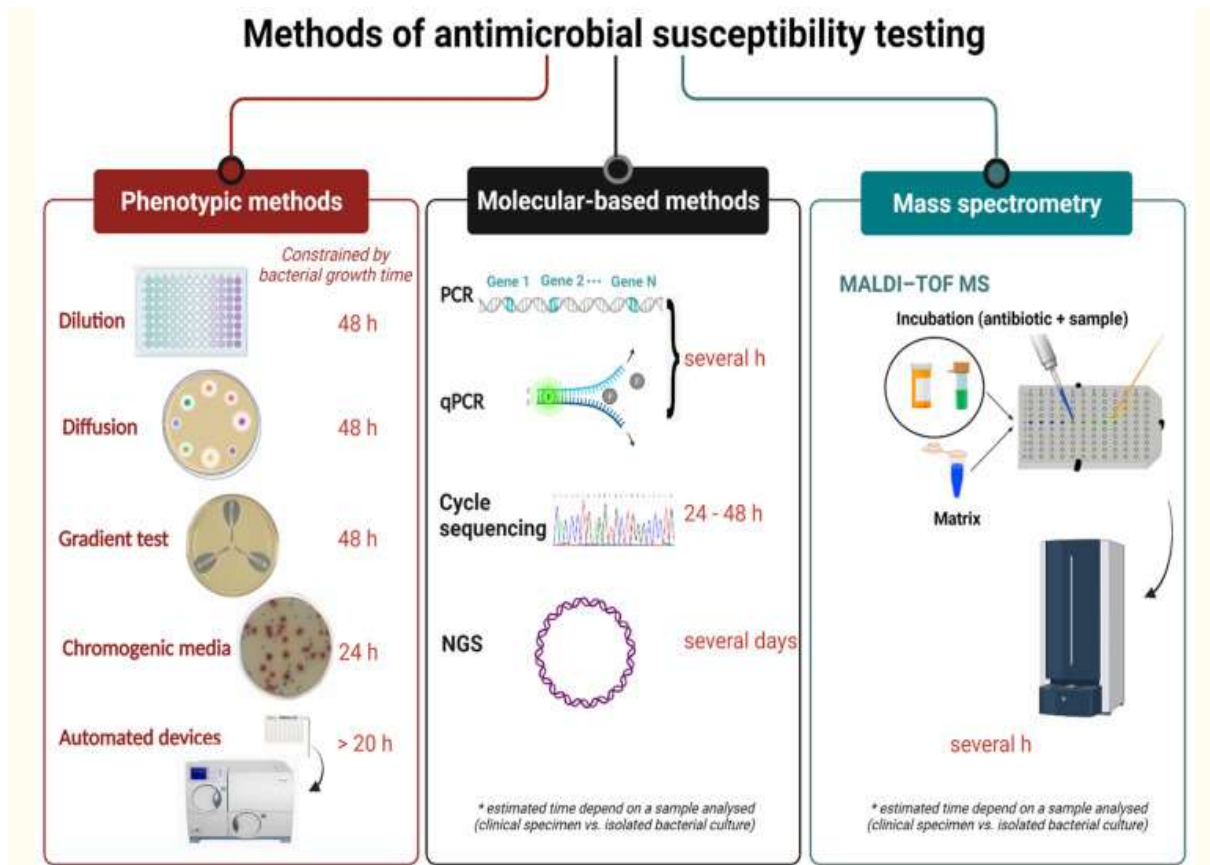 Methods of antimicrobial susceptibility testing
Phenotypic methods
Constrained by
bacterial growth time
Dilution
48 h
Diffusion
48 h
Gradient test
48 h
Chromogenic media
24 h
Automated devices
> 20 h
Molecular-based methods
Gene 1 Gene 2 ··· Gene N
PCR
several h
qPCR
Cycle
sequencing
24 - 48 h
NGS
several days
* estimated time depend on a sample analysed
(clinical specimen vs. isolated bacterial culture)
Mass spectrometry
MALDI–TOF MS
Incubation (antibiotic + sample)
Matrix
several h
* estimated time depend on a sample analysed
(clinical specimen vs. isolated bacterial culture)